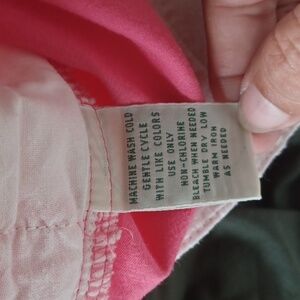 MACHINE WASH COLD
GENTLE CYCLE
WITH LIKE COLORS
USE ONLY
NON-CHLORINE
BLEACH WHEN NEEDED
TUMBLE DRY LOW
WARM IRON
AS NEEDED